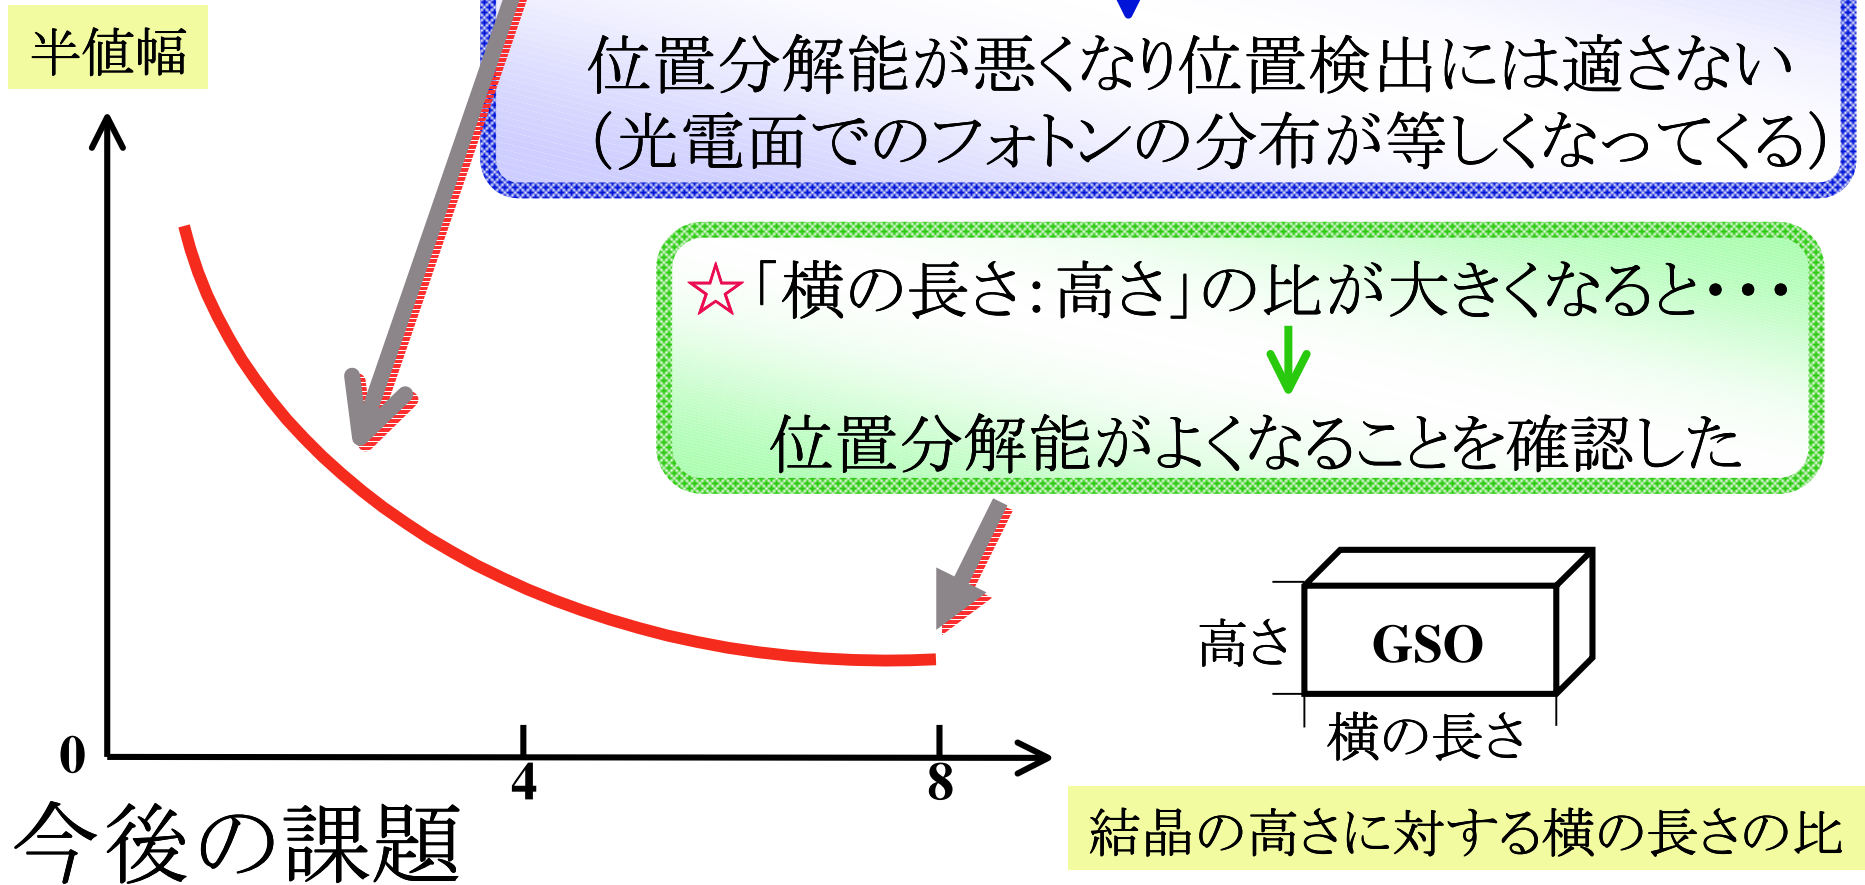 半値幅
位置分解能が悪くなり位置検出には適さない
（光電面でのフォトンの分布が等しくなってくる）
☆「横の長さ：高さ」の比が大きくなると・・・
位置分解能がよくなることを確認した
高さ
GSO
横の長さ
0
4
8
結晶の高さに対する横の長さの比
今後の課題